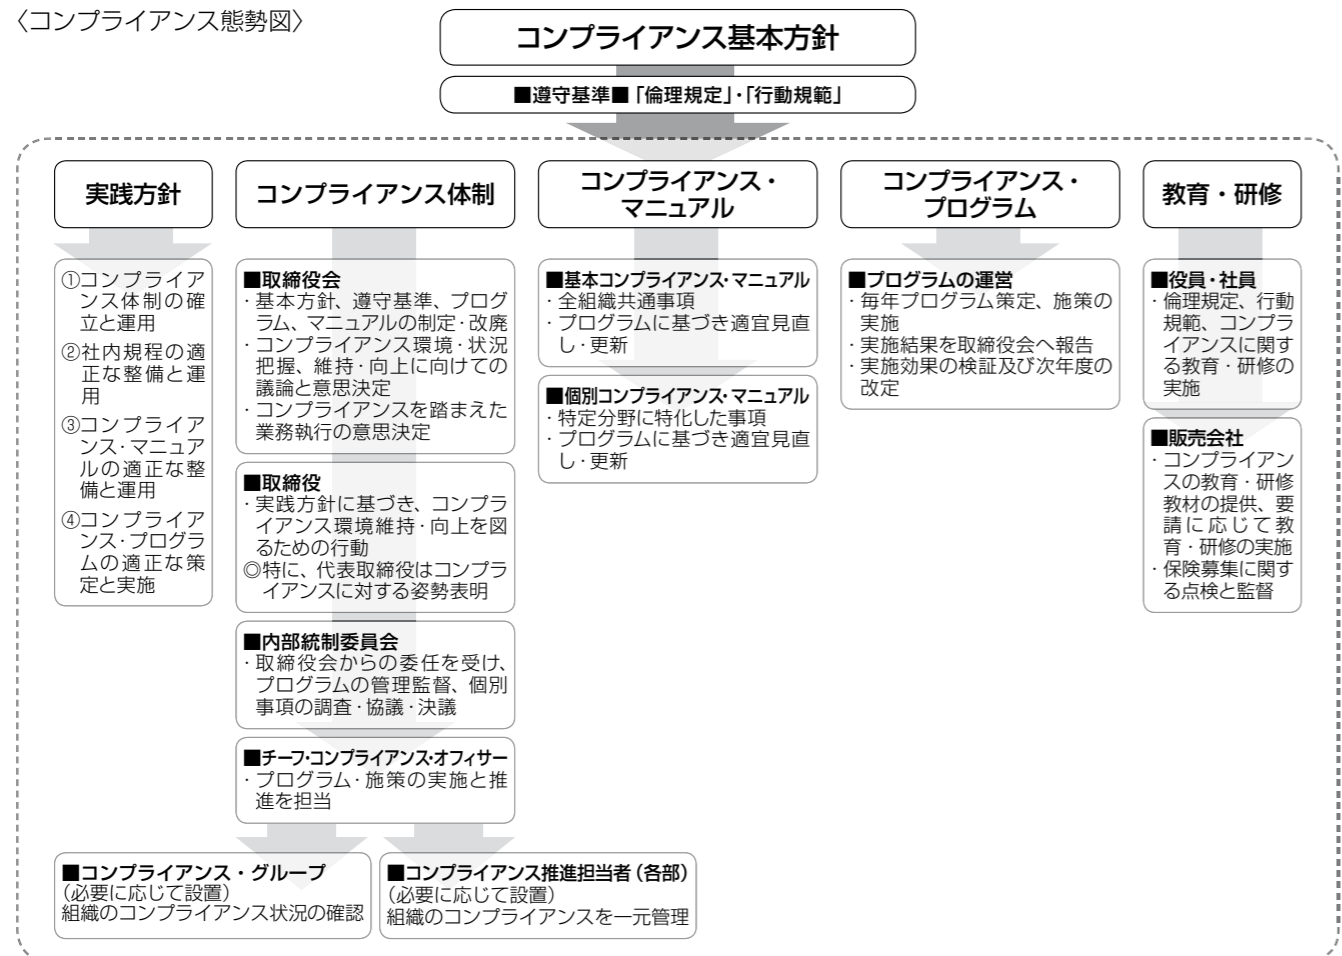 〈コンプライアンス態勢図〉
コンプライアンス基本方針
■遵守基準■「倫理規定」・「行動規範」
実践方針
①コンプライア
ンス体制の確
立と運用
②社内規程の適
正な整備と運
用
③コンプライア
ンス・マニュア
ルの適正な整
備と運用
④コンプライア
ンス・プログラ
ムの適正な策
定と実施
コンプライアンス体制
■取締役会
・基本方針、遵守基準、プログ
ラム、マニュアルの制定・改廃
・コンプライアンス環境・状況
把握、維持・向上に向けての
議論と意思決定
・コンプライアンスを踏まえた
業務執行の意思決定
■取締役
・実践方針に基づき、コンプラ
イアンス環境維持・向上を図
るための行動
◎特に、代表取締役はコンプラ
イアンスに対する姿勢表明
■内部統制委員会
・取締役会からの委任を受け、
プログラムの管理監督、個別
事項の調査・協議・決議
■チーフ・コンプライアンス・オフィサー
・プログラム・施策の実施と推
進を担当
■コンプライアンス・グループ
(必要に応じて設置)
組織のコンプライアンス状況の確認
■コンプライアンス推進担当者(各部)
(必要に応じて設置)
組織のコンプライアンスを一元管理
コンプライアンス・
マニュアル
■基本コンプライアンス・マニュアル
・全組織共通事項
・プログラムに基づき適宜見直
し・更新
■個別コンプライアンス・マニュアル
・特定分野に特化した事項
・プログラムに基づき適宜見直
し・更新
コンプライアンス・
プログラム
■プログラムの運営
・毎年プログラム策定、施策の
実施
・実施結果を取締役会へ報告
・実施効果の検証及び次年度の
改定
教育・研修
■役員・社員
・倫理規定、行動
規範、コンプラ
イアンスに関す
る教育・研修の
実施
■販売会社
・コンプライアン
スの教育・研修
教材の提供、要
請に応じて教
育・研修の実施
・保険募集に関す
る点検と監督